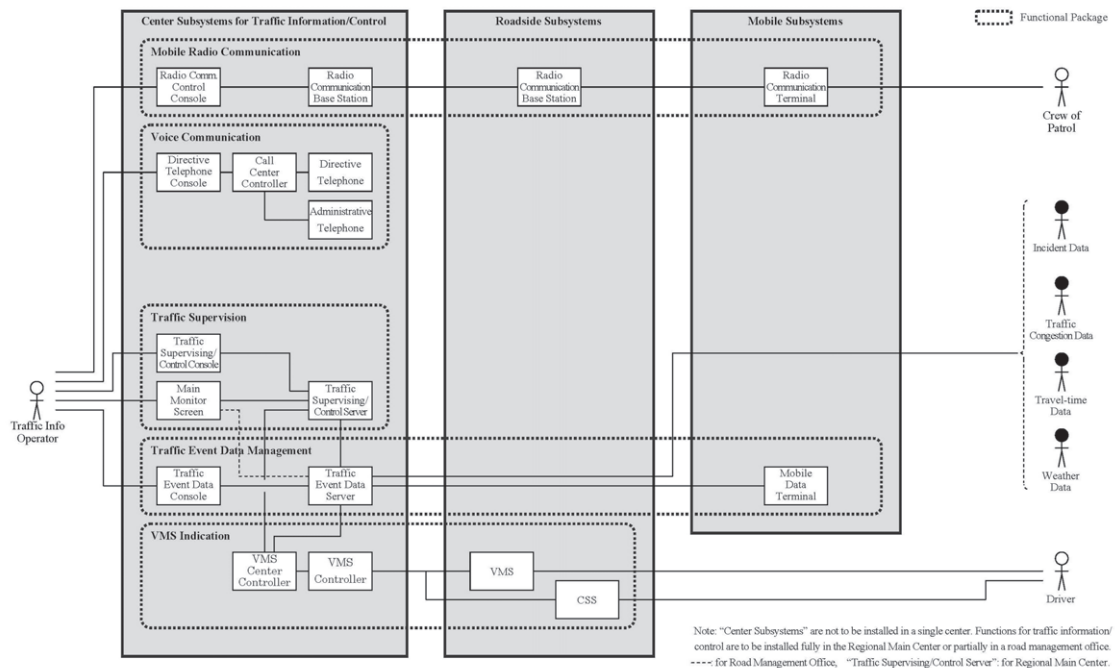 Center Subsystems for Traffic Information/Control
Roadside Subsystems
Mobile Subsystems
Functional Package
Mobile Radio Communication
Radio Comm.
Control
Console
Radio
Communication
Base Station
Radio
Communication
Base Station
Radio
Communication
Terminal
Crew of
Patrol
Voice Communication
Directive
Telephone
Console
Call
Center
Controller
Directive
Telephone
Administrative
Telephone
Incident Data
Traffic
Congestion Data
Travel-time
Data
Weather
Data
Traffic Supervision
Traffic
Supervising/
Control Console
Main
Monitor
Screen
Traffic
Supervising/
Control Server
Traffic Info
Operator
Traffic Event Data Management
Traffic
Event Data
Console
Traffic
Event Data
Server
Mobile
Data
Terminal
VMS Indication
VMS
Center
Controller
VMS
Controller
VMS
CSS
Driver
Note: “Center Subsystems” are not to be installed in a single center. Functions for traffic information/
control are to be installed fully in the Regional Main Center or partially in a road management office.
----: for Road Management Office, “Traffic Supervising/Control Server”: for Regional Main Center.